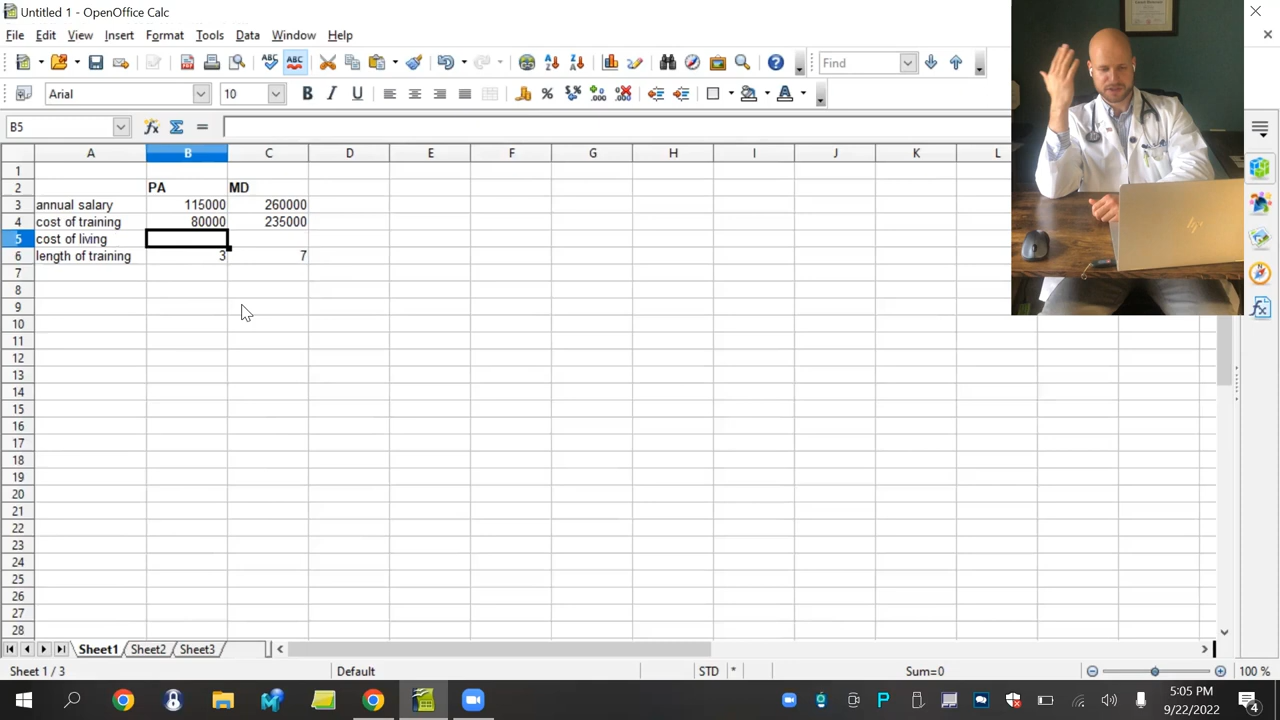 Untitled 1 - OpenOffice Calc
File Edit View Insert Format Tools Data Window Help
ABC ABC Find
Arial 10 B I U A
B5
A B C D E F G H I J K L
1
2 PA MD
3 annual salary 115000 260000
4 cost of training 80000 235000
5 cost of living
6 length of training 3 7
7
8
9
10
11
12
13
14
15
16
17
18
19
20
21
22
23
24
25
26
27
28
Sheet1 Sheet2 Sheet3
Sheet 1 / 3 Default STD * Sum=0 100 %
5:05 PM
9/22/2022
4